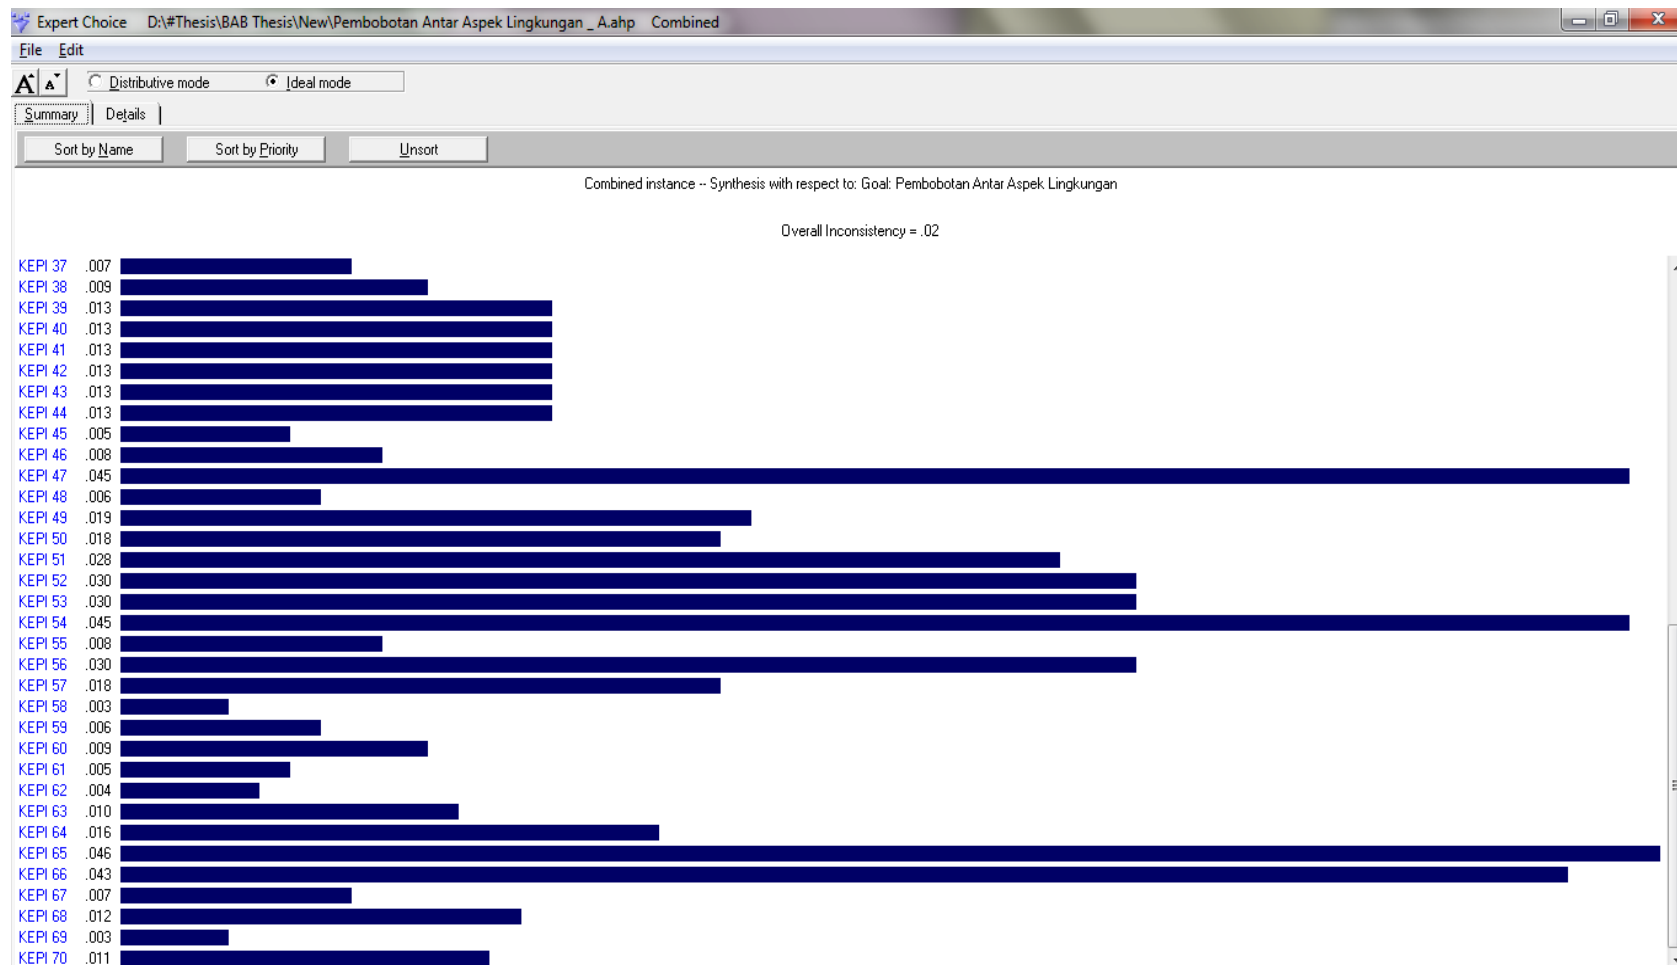 Expert Choice D:\#Thesis\BAB Thesis\New\Pembobotan Antar Aspek Lingkungan _ A.ahp Combined
File Edit
A A Distributive mode Ideal mode
Summary Details
Sort by Name Sort by Priority Unsort
Combined instance -- Synthesis with respect to: Goal: Pembobotan Antar Aspek Lingkungan
Overall Inconsistency = .02
KEPI 37 .007
KEPI 38 .009
KEPI 39 .013
KEPI 40 .013
KEPI 41 .013
KEPI 42 .013
KEPI 43 .013
KEPI 44 .013
KEPI 45 .005
KEPI 46 .008
KEPI 47 .045
KEPI 48 .006
KEPI 49 .019
KEPI 50 .018
KEPI 51 .028
KEPI 52 .030
KEPI 53 .030
KEPI 54 .045
KEPI 55 .008
KEPI 56 .030
KEPI 57 .018
KEPI 58 .003
KEPI 59 .006
KEPI 60 .009
KEPI 61 .005
KEPI 62 .004
KEPI 63 .010
KEPI 64 .016
KEPI 65 .046
KEPI 66 .043
KEPI 67 .007
KEPI 68 .012
KEPI 69 .003
KEPI 70 .011